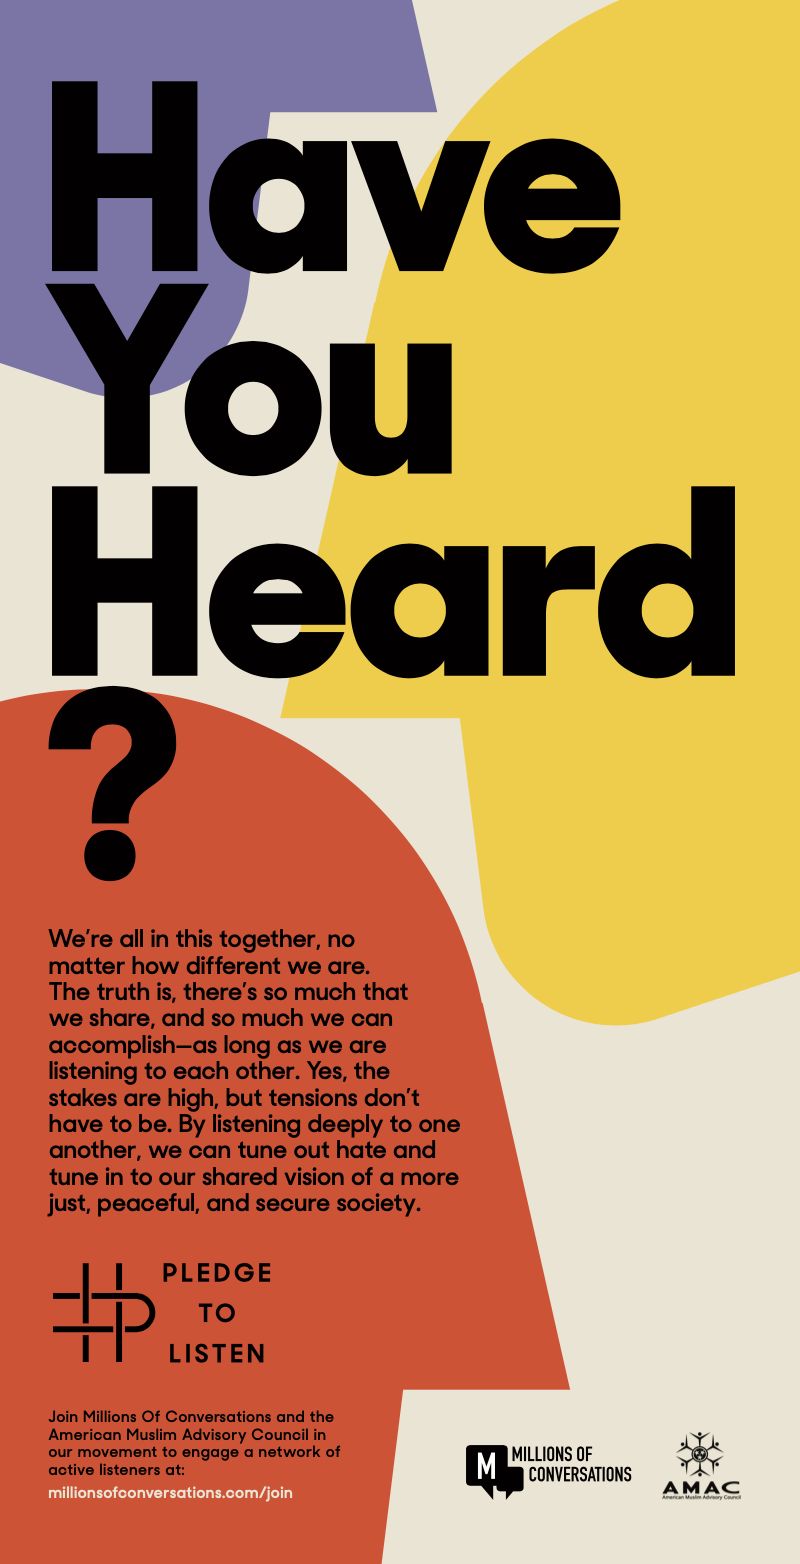 Have
You
Heard
?
We’re all in this together, no
matter how different we are.
The truth is, there’s so much that
we share, and so much we can
accomplish—as long as we are
listening to each other. Yes, the
stakes are high, but tensions don’t
have to be. By listening deeply to one
another, we can tune out hate and
tune in to our shared vision of a more
just, peaceful, and secure society.
PLEDGE
TO
LISTEN
Join Millions Of Conversations and the
American Muslim Advisory Council in
our movement to engage a network of
active listeners at:
millionsofconversations.com/join
M
MILLIONS OF
CONVERSATIONS
AMAC
American Muslim Advisory Council